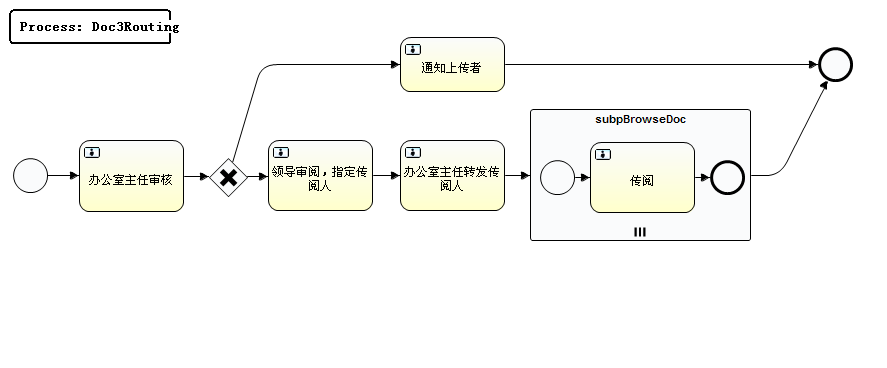 Process: Doc3Routing
通知上传者
办公室主任审核
领导审阅，指定传
阅人
办公室主任转发传
阅人
subpBrowseDoc
传阅